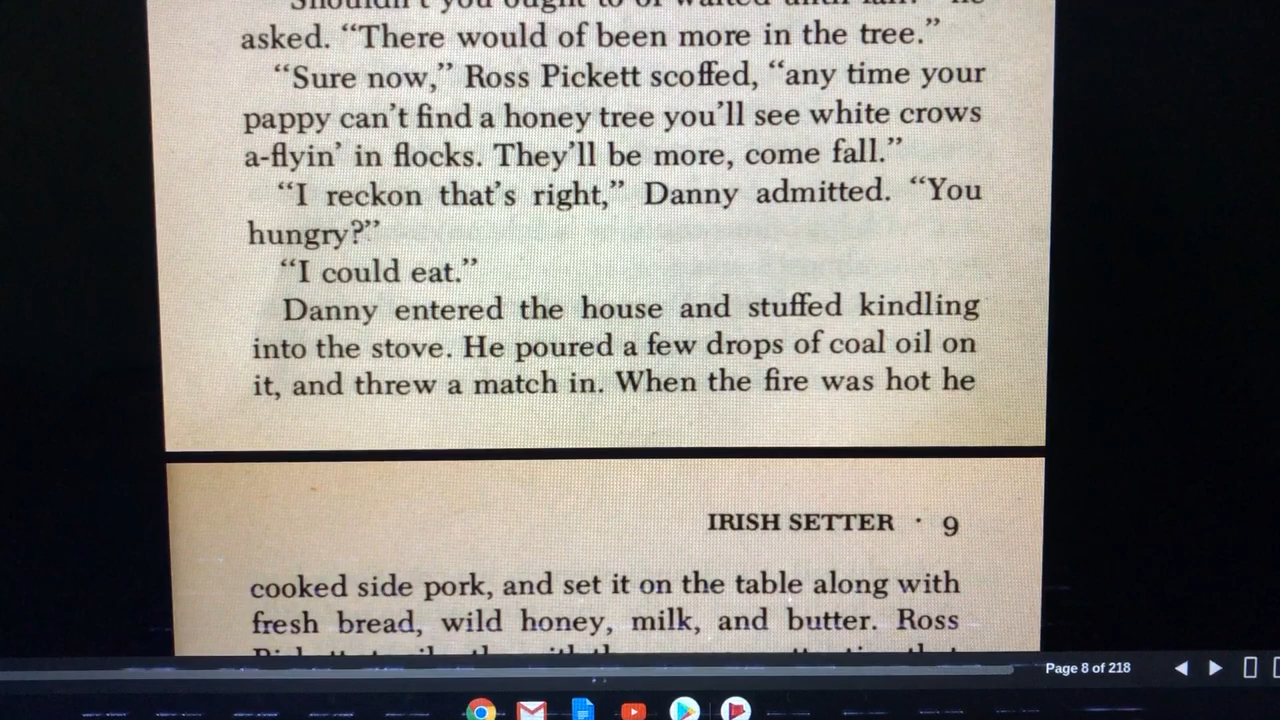 asked. “There would of been more in the tree.”
“Sure now,” Ross Pickett scoffed, “any time your
pappy can’t find a honey tree you’ll see white crows
a-flyin’ in flocks. They’ll be more, come fall.”
“I reckon that’s right,” Danny admitted. “You
hungry?”
“I could eat.”
Danny entered the house and stuffed kindling
into the stove. He poured a few drops of coal oil on
it, and threw a match in. When the fire was hot he
IRISH SETTER · 9
cooked side pork, and set it on the table along with
fresh bread, wild honey, milk, and butter. Ross
Page 8 of 218